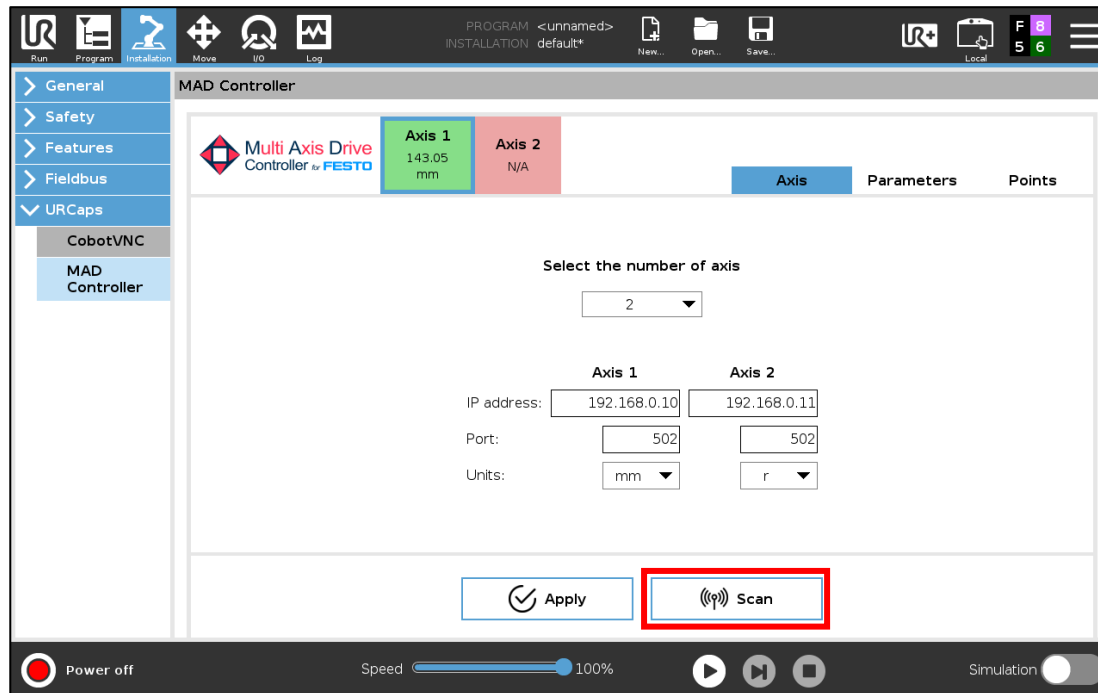 PROGRAM <unnamed>
INSTALLATION default*
Run
Program
Installation
Move
I/O
Log
New...
Open...
Save...
UR+
Local
F 8
5 6
General
Safety
Features
Fieldbus
URCaps
CobotVNC
MAD
Controller
MAD Controller
Multi Axis Drive
Controller for FESTO
Axis 1
143.05
mm
Axis 2
N/A
Axis
Parameters
Points
Select the number of axis
2
Axis 1 Axis 2
IP address: 192.168.0.10 192.168.0.11
Port: 502 502
Units: mm r
Apply
Scan
Power off
Speed 100%
Simulation